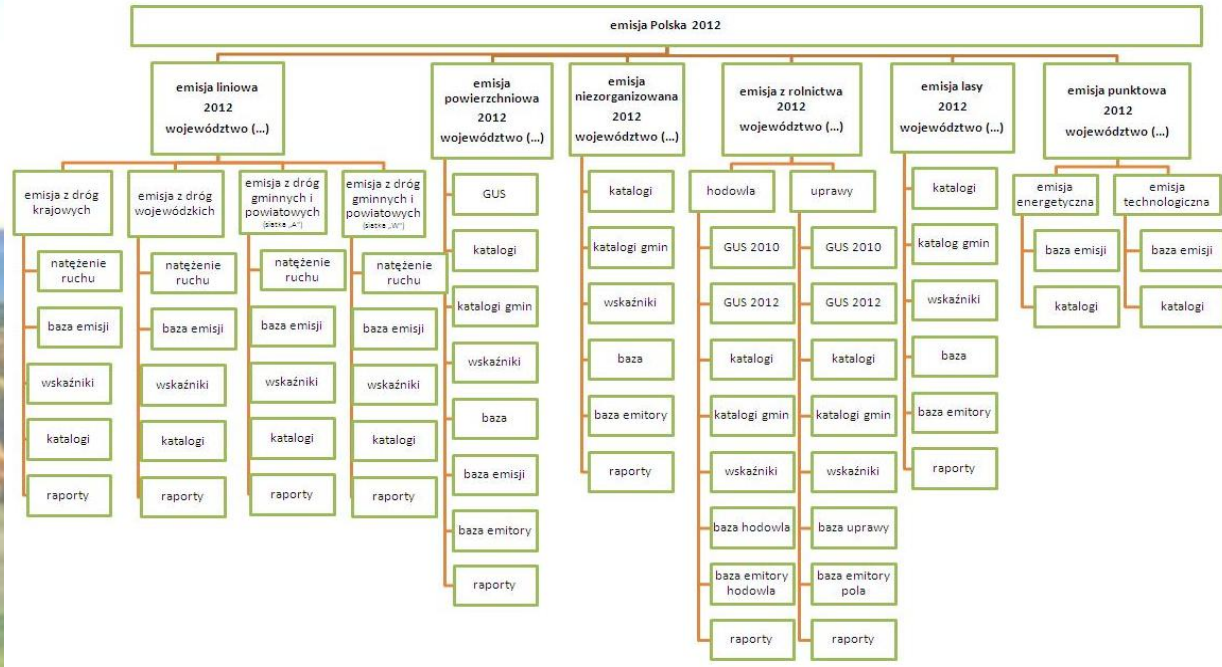 emisja Polska 2012
emisja liniowa
2012
województwo (...)
emisja z dróg
krajowych
natężenie
ruchu
baza emisji
wskaźniki
katalogi
raporty
emisja z dróg
wojewódzkich
natężenie
ruchu
baza emisji
wskaźniki
katalogi
raporty
emisja z dróg
gminnych i
powiatowych
(siatka „A”)
natężenie
ruchu
baza emisji
wskaźniki
katalogi
raporty
emisja z dróg
gminnych i
powiatowych
(siatka „W”)
natężenie
ruchu
baza emisji
wskaźniki
katalogi
raporty
emisja
powierzchniowa
2012
województwo (...)
GUS
katalogi
katalogi gmin
wskaźniki
baza
baza emisji
baza emitory
raporty
emisja
niezorganizowana
2012
województwo (...)
katalogi
katalogi gmin
wskaźniki
baza
baza emitory
raporty
emisja z rolnictwa
2012
województwo (...)
hodowla
GUS 2010
GUS 2012
katalogi
katalogi gmin
wskaźniki
baza hodowla
baza emitory
hodowla
raporty
uprawy
GUS 2010
GUS 2012
katalogi
katalogi gmin
wskaźniki
baza uprawy
baza emitory
pola
raporty
emisja lasy
2012
województwo (...)
katalogi
katalog gmin
wskaźniki
baza
baza emitory
raporty
emisja punktowa
2012
województwo (...)
emisja
energetyczna
baza emisji
katalogi
emisja
technologiczna
baza emisji
katalogi